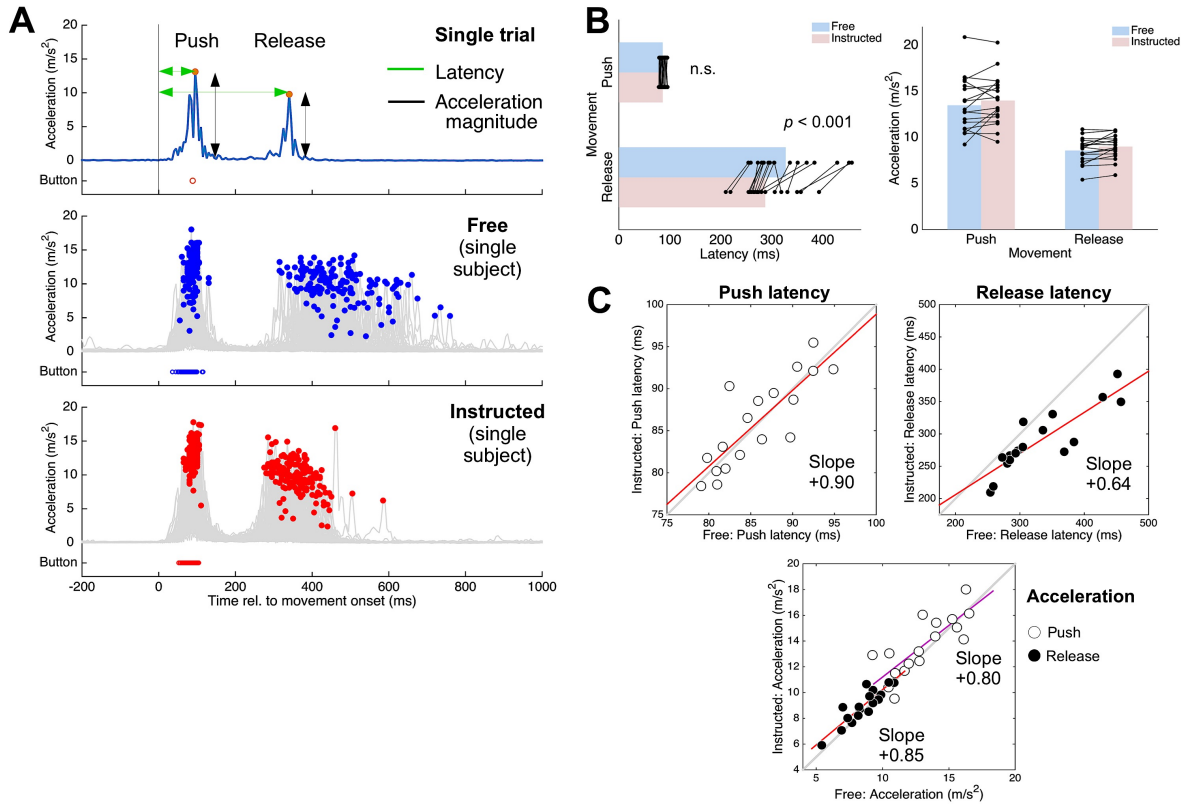 A
Push
Release
Single trial
Latency
Acceleration
magnitude
Acceleration (m/s²)
20
15
10
5
0
Button
Free
(single
subject)
Acceleration (m/s²)
20
15
10
5
0
Button
Instructed
(single
subject)
Acceleration (m/s²)
20
15
10
5
0
Button
-200 0 200 400 600 800 1000
Time rel. to movement onset (ms)
B
Free
Instructed
Push
n.s.
p < 0.001
Movement
Release
0 100 200 300 400
Latency (ms)
Free
Instructed
Acceleration (m/s²)
20
15
10
5
0
Push Release
Movement
C
Push latency
Instructed: Push latency (ms)
100
95
90
85
80
75
Slope
+0.90
75 80 85 90 95 100
Free: Push latency (ms)
Release latency
Instructed: Release latency (ms)
500
450
400
350
300
250
200
Slope
+0.64
200 300 400 500
Free: Release latency (ms)
Instructed: Acceleration (m/s²)
20
18
16
14
12
10
8
6
4
Slope
+0.80
Slope
+0.85
5 10 15 20
Free: Acceleration (m/s²)
Acceleration
Push
Release